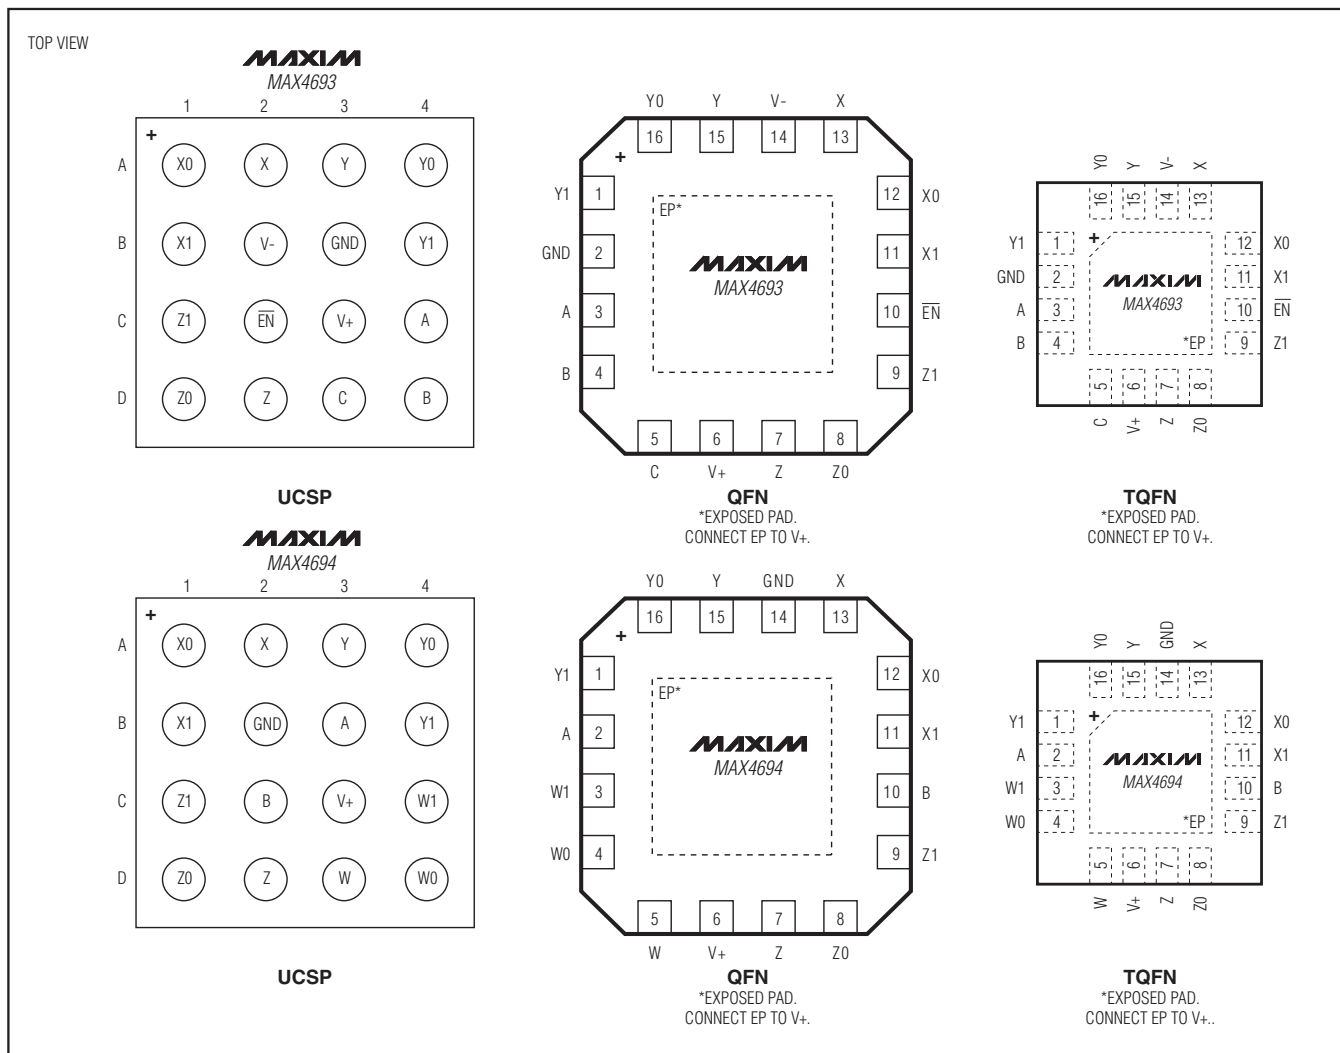 TOP VIEW
MAXIM
MAX4693
1 2 3 4
+
A X0 X Y Y0
B X1 V- GND Y1
C Z1 EN V+ A
D Z0 Z C B
UCSP
Y0 Y V- X
16 15 14 13
+
Y1 1 12 X0
EP*
GND 2 11 X1
MAXIM
MAX4693
A 3 10 EN
B 4 9 Z1
5 6 7 8
C V+ Z Z0
QFN
*EXPOSED PAD.
CONNECT EP TO V+.
Y0 Y V- X
16 15 14 13
+
Y1 1 12 X0
GND 2 11 X1
MAXIM
MAX4693
A 3 10 EN
B 4 9 Z1
*EP
5 6 7 8
C V+ Z Z0
TQFN
*EXPOSED PAD.
CONNECT EP TO V+.
MAXIM
MAX4694
1 2 3 4
+
A X0 X Y Y0
B X1 GND A Y1
C Z1 B V+ W1
D Z0 Z W W0
UCSP
Y0 Y GND X
16 15 14 13
+
Y1 1 12 X0
EP*
A 2 11 X1
MAXIM
MAX4694
W1 3 10 B
W0 4 9 Z1
5 6 7 8
W V+ Z Z0
QFN
*EXPOSED PAD.
CONNECT EP TO V+.
Y0 Y GND X
16 15 14 13
+
Y1 1 12 X0
A 2 11 X1
MAXIM
MAX4694
W1 3 10 B
W0 4 9 Z1
*EP
5 6 7 8
W V+ Z Z0
TQFN
*EXPOSED PAD.
CONNECT EP TO V+..